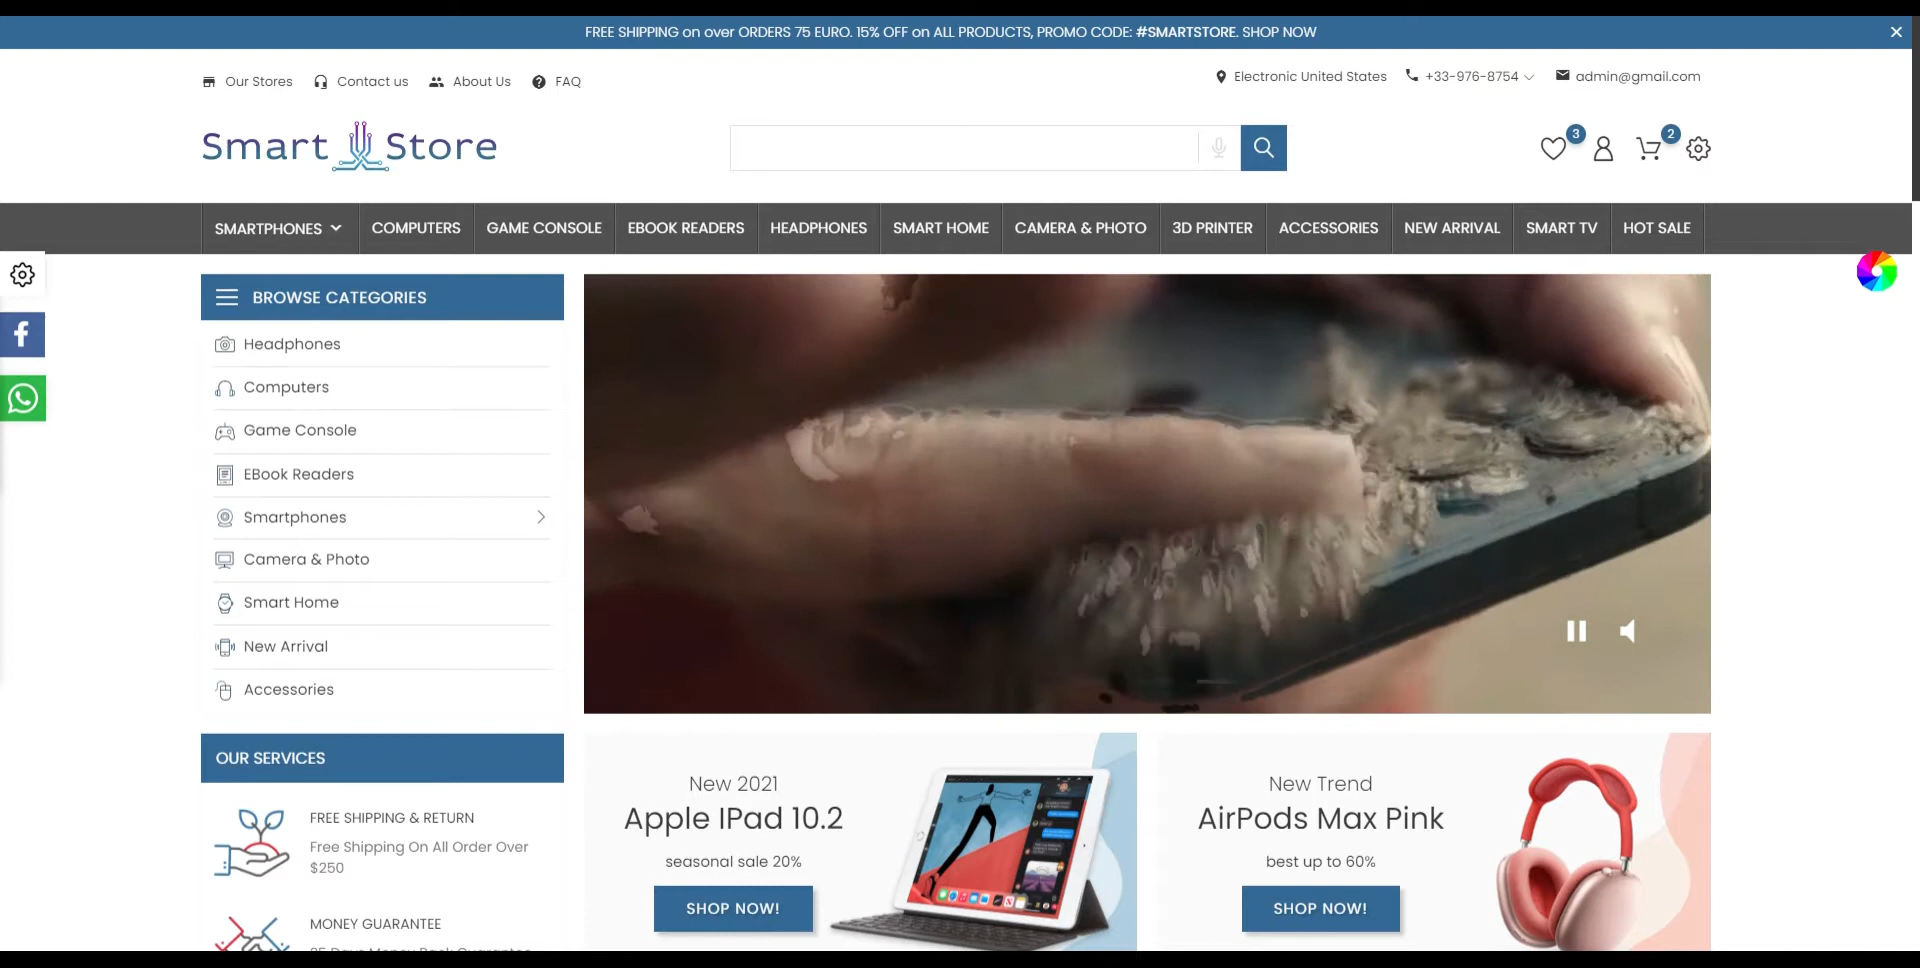 FREE SHIPPING on over ORDERS 75 EURO. 15% OFF on ALL PRODUCTS, PROMO CODE: #SMARTSTORE. SHOP NOW
Our Stores Contact us About Us FAQ
Electronic United States +33-976-8754 admin@gmail.com
Smart Store
3
2
SMARTPHONES COMPUTERS GAME CONSOLE EBOOK READERS HEADPHONES SMART HOME CAMERA & PHOTO 3D PRINTER ACCESSORIES NEW ARRIVAL SMART TV HOT SALE
BROWSE CATEGORIES
Headphones
Computers
Game Console
EBook Readers
Smartphones
Camera & Photo
Smart Home
New Arrival
Accessories
OUR SERVICES
FREE SHIPPING & RETURN
Free Shipping On All Order Over
$250
MONEY GUARANTEE
New 2021
Apple IPad 10.2
seasonal sale 20%
SHOP NOW!
New Trend
AirPods Max Pink
best up to 60%
SHOP NOW!